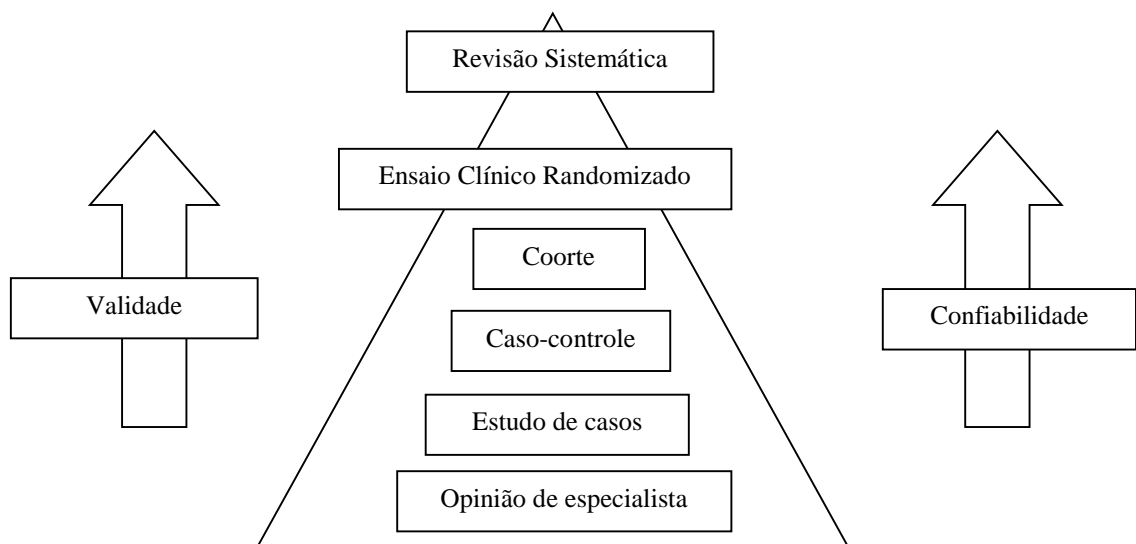 Revisão Sistemática
Ensaio Clínico Randomizado
Coorte
Validade
Confiabilidade
Caso-controle
Estudo de casos
Opinião de especialista